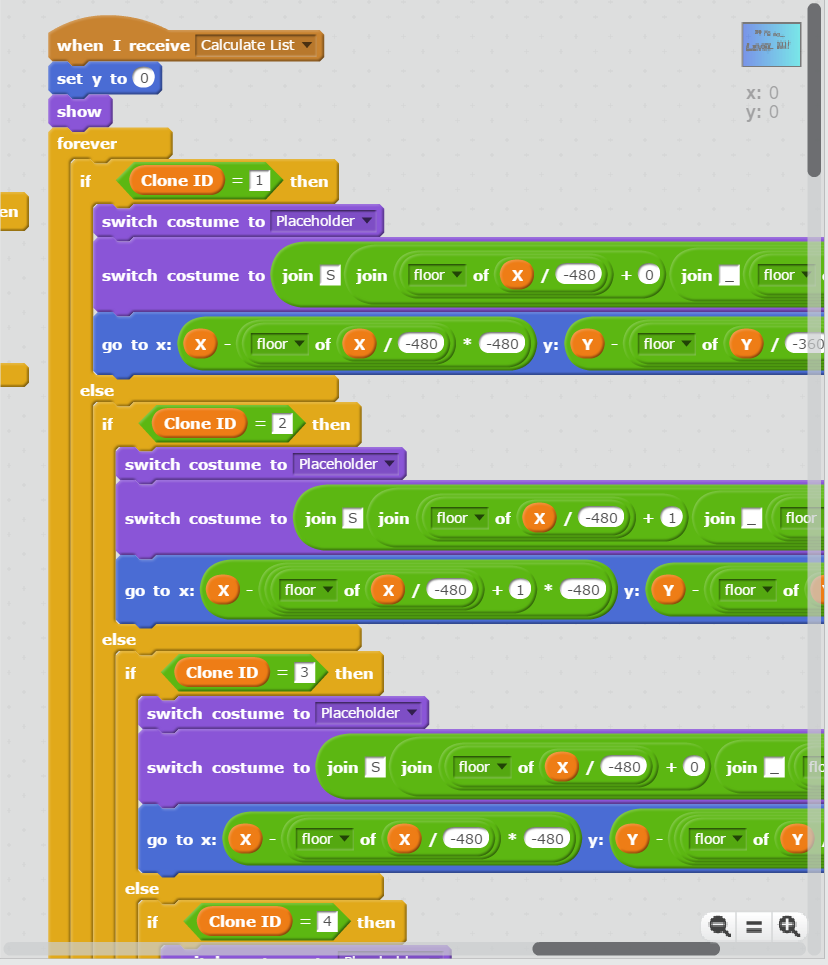 when I receive Calculate List
set y to 0
show
forever
x: 0
y: 0
if Clone ID = 1 then
en
switch costume to Placeholder
switch costume to join S join floor of X / -480 + 0 join _ floor
go to x: X - floor of X / -480 * -480 y: Y - floor of Y / -360
else
if Clone ID = 2 then
switch costume to Placeholder
switch costume to join S join floor of X / -480 + 1 join _ floor
go to x: X - floor of X / -480 + 1 * -480 y: Y - floor of
else
if Clone ID = 3 then
switch costume to Placeholder
switch costume to join S join floor of X / -480 + 0 join _
go to x: X - floor of X / -480 * -480 y: Y - floor of Y /
else
if Clone ID = 4 then